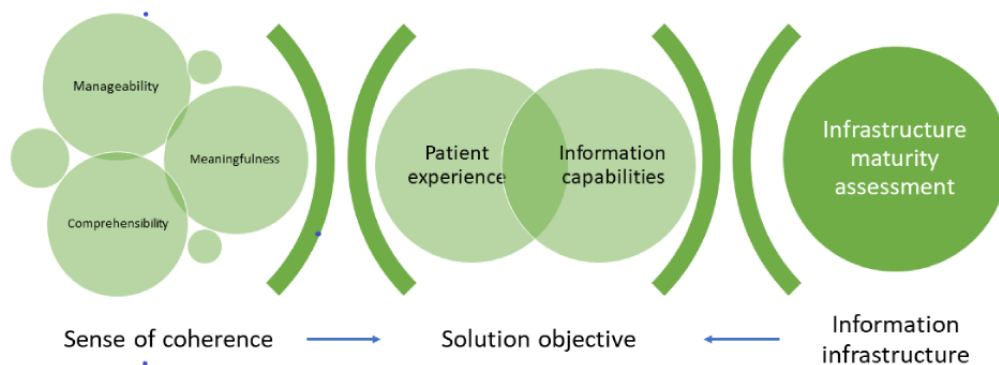 Manageability
Meaningfulness
Comprehensibility
Patient
experience
Information
capabilities
Infrastructure
maturity
assessment
Sense of coherence
Solution objective
Information
infrastructure